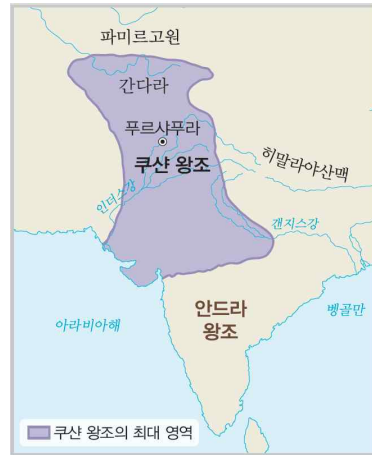 파미르고원
간다라
푸르샤푸라
쿠샨 왕조
히말라야산맥
인더스강
갠지스강
안드라
왕조
아라비아해
벵골만
쿠샨 왕조의 최대 영역